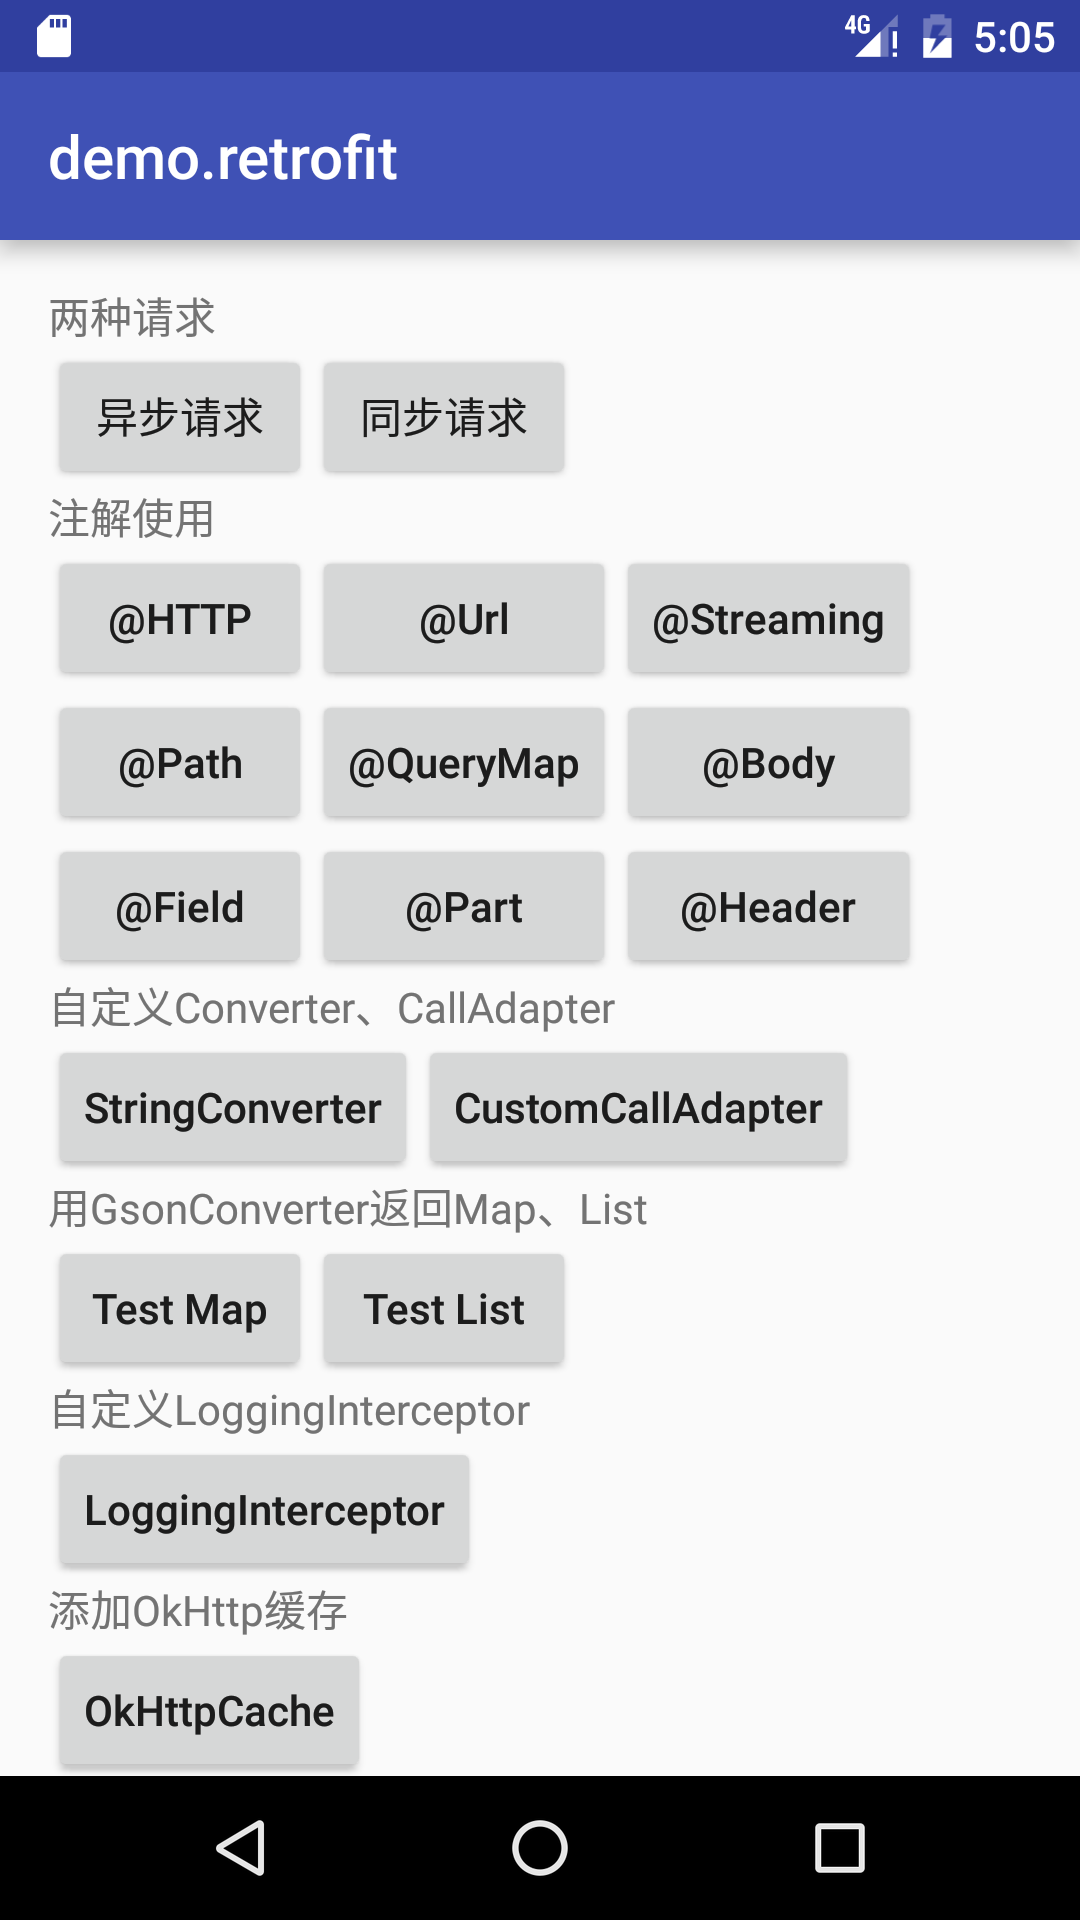 4G 5:05
demo.retrofit
两种请求
异步请求 同步请求
注解使用
@HTTP @Url @Streaming
@Path @QueryMap @Body
@Field @Part @Header
自定义Converter、CallAdapter
StringConverter CustomCallAdapter
用GsonConverter返回Map、List
Test Map Test List
自定义LoggingInterceptor
LoggingInterceptor
添加OkHttp缓存
OkHttpCache